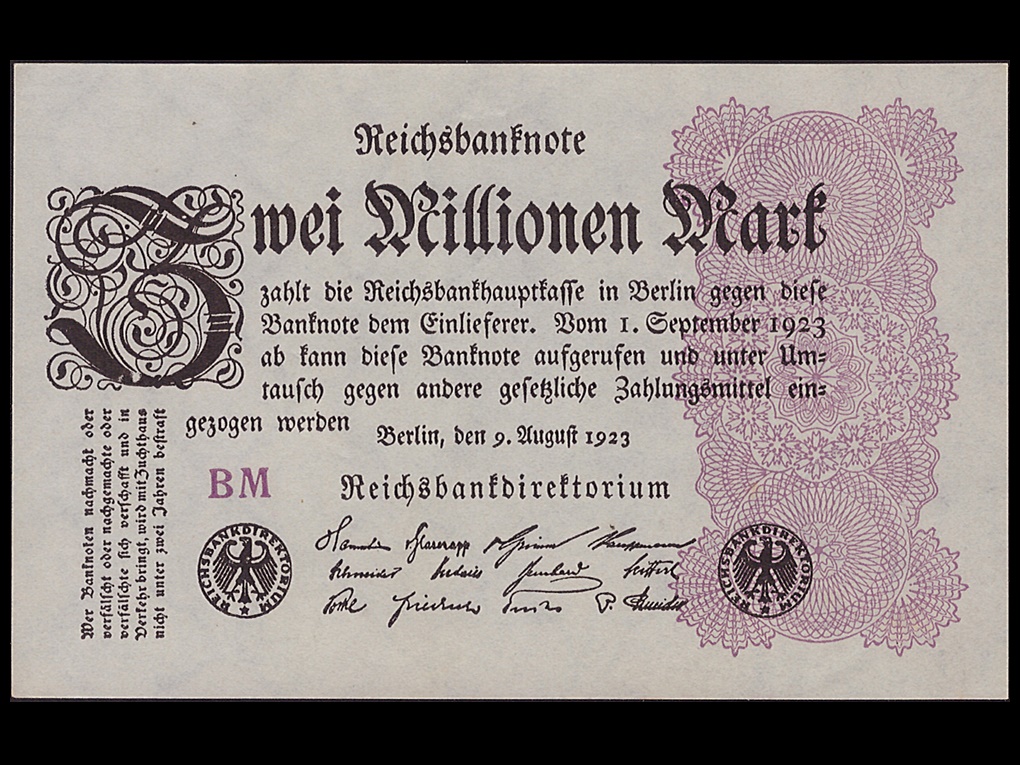 Reichsbanknote
Zwei Millionen Mark
zahlt die Reichsbankhauptkasse in Berlin gegen diese
Banknote dem Einlieferer. Vom 1. September 1923
ab kann diese Banknote aufgerufen und unter Um-
tausch gegen andere gesetzliche Zahlungsmittel ein-
gezogen werden
Berlin, den 9. August 1923
BM
Reichsbankdirektorium
REICHSBANKDIREKTORIUM
REICHSBANKDIREKTORIUM
Wer Banknoten nachmacht oder
verfälscht oder nachgemachte oder
verfälschte sich verschafft und in
Verkehr bringt, wird mit Zuchthaus
nicht unter zwei Jahren bestraft